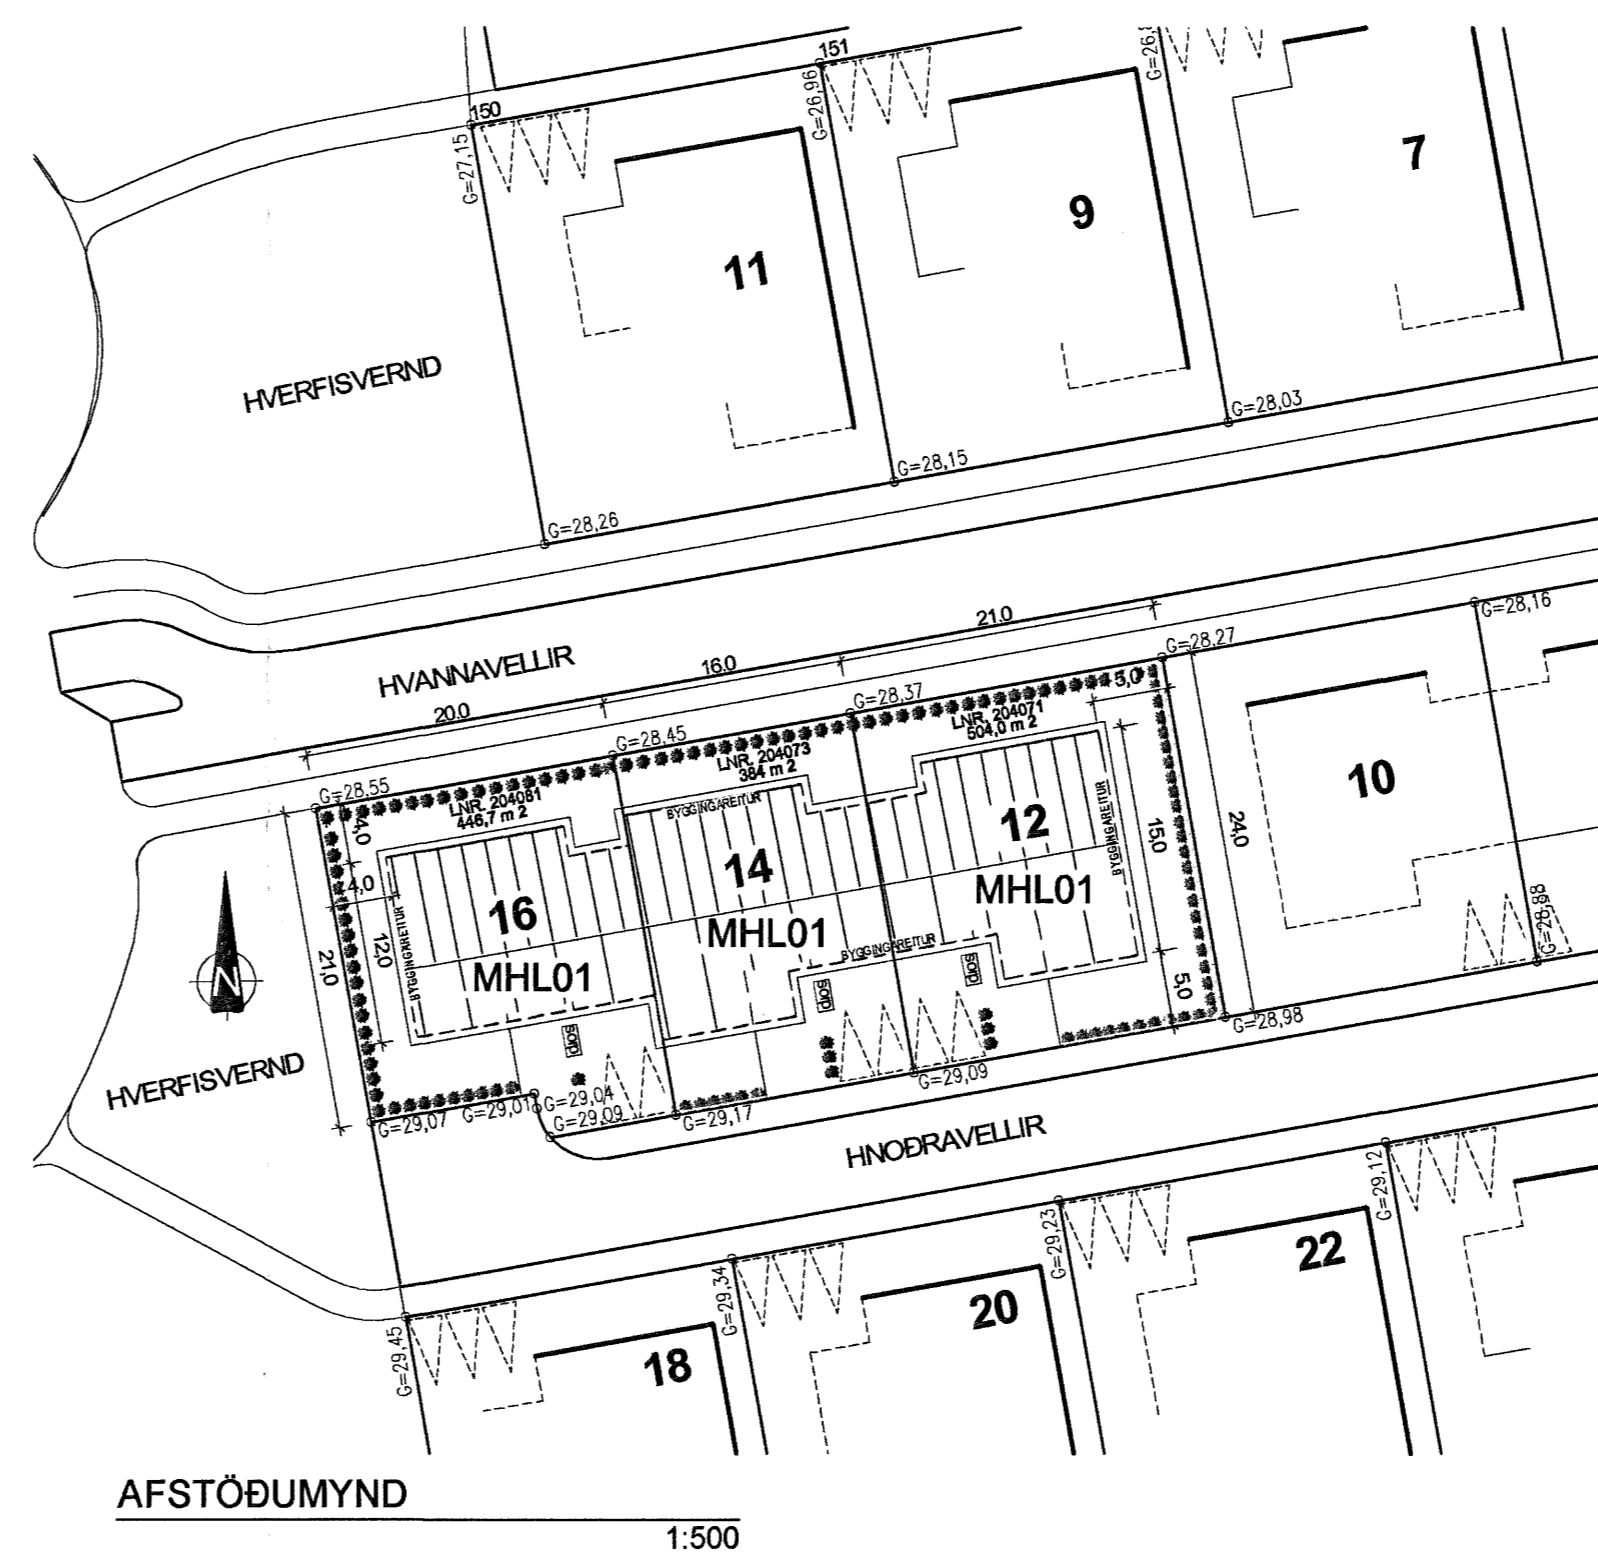 151
150
G=27,15
G=26,96
7
9
11
HVERFISVERND
G=28,03
G=28,15
G=28,26
G=28,16
21.0
G=28,27
HVANNAVELLIR
16.0
20.0
G=28,37
5,0
LNR. 204071
504,0 m 2
G=28,45
LNR. 204073
384 m 2
G=28,55
LNR. 204081
446,7 m 2
BYGGINGAREITUR
4,0
4,0
10
12
MHL01
BYGGINGAREITUR
15,0
24,0
14
MHL01
16
MHL01
BYGGINGAREITUR
12,0
21,0
BYGGINGAREITUR
sorp
sorp
sorp
5,0
G=28,98
G=28,98
N
HVERFISVERND
G=29,09
G=29,07
G=29,01
G=29,04
G=29,09
G=29,17
HNOÐRAVELLIR
G=29,12
G=29,23
G=29,34
G=29,45
22
20
18
AFSTÖÐUMYND
1:500